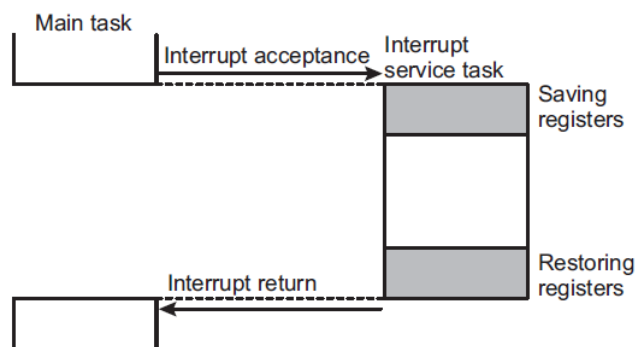 Main task
Interrupt acceptance
Interrupt
service task
Saving
registers
Interrupt return
Restoring
registers